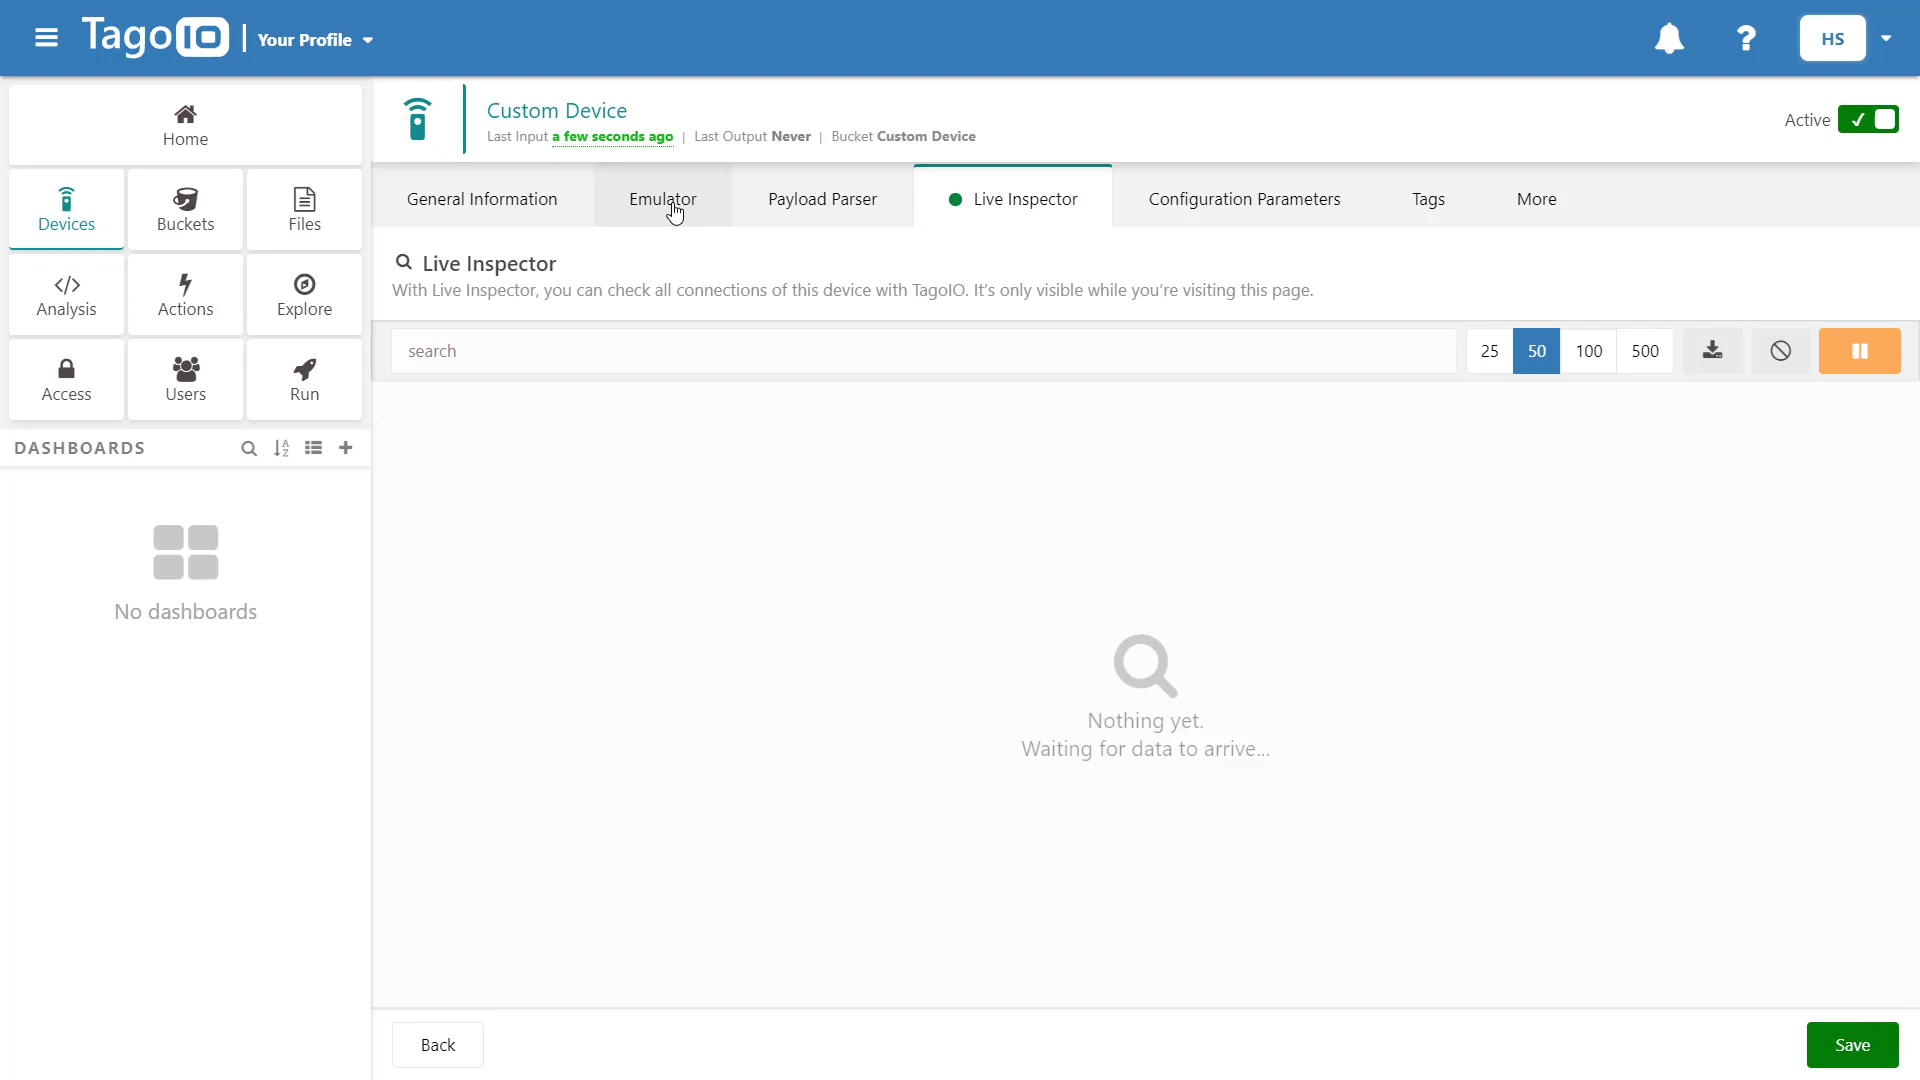 TagoIO
Your Profile
HS
Home
Devices
Buckets
Files
Analysis
Actions
Explore
Access
Users
Run
DASHBOARDS
No dashboards
Custom Device
Last Input a few seconds ago | Last Output Never | Bucket Custom Device
Active
General Information
Emulator
Payload Parser
Live Inspector
Configuration Parameters
Tags
More
Live Inspector
With Live Inspector, you can check all connections of this device with TagoIO. It's only visible while you're visiting this page.
search
25
50
100
500
Nothing yet.
Waiting for data to arrive...
Back
Save